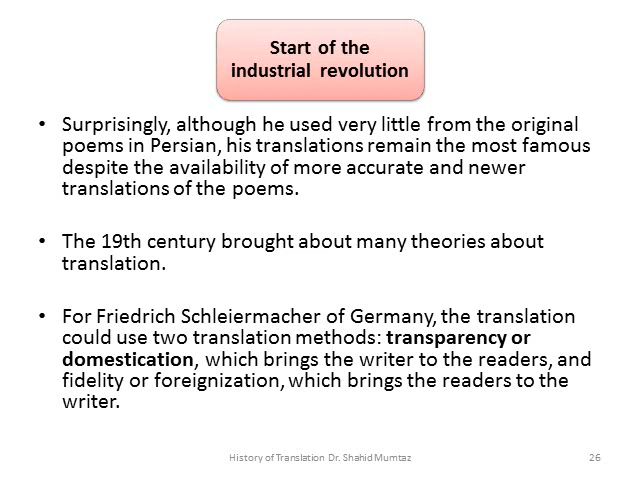 Start of the
industrial revolution
• Surprisingly, although he used very little from the original
poems in Persian, his translations remain the most famous
despite the availability of more accurate and newer
translations of the poems.
• The 19th century brought about many theories about
translation.
• For Friedrich Schleiermacher of Germany, the translation
could use two translation methods: transparency or
domestication, which brings the writer to the readers, and
fidelity or foreignization, which brings the readers to the
writer.
History of Translation Dr. Shahid Mumtaz
26